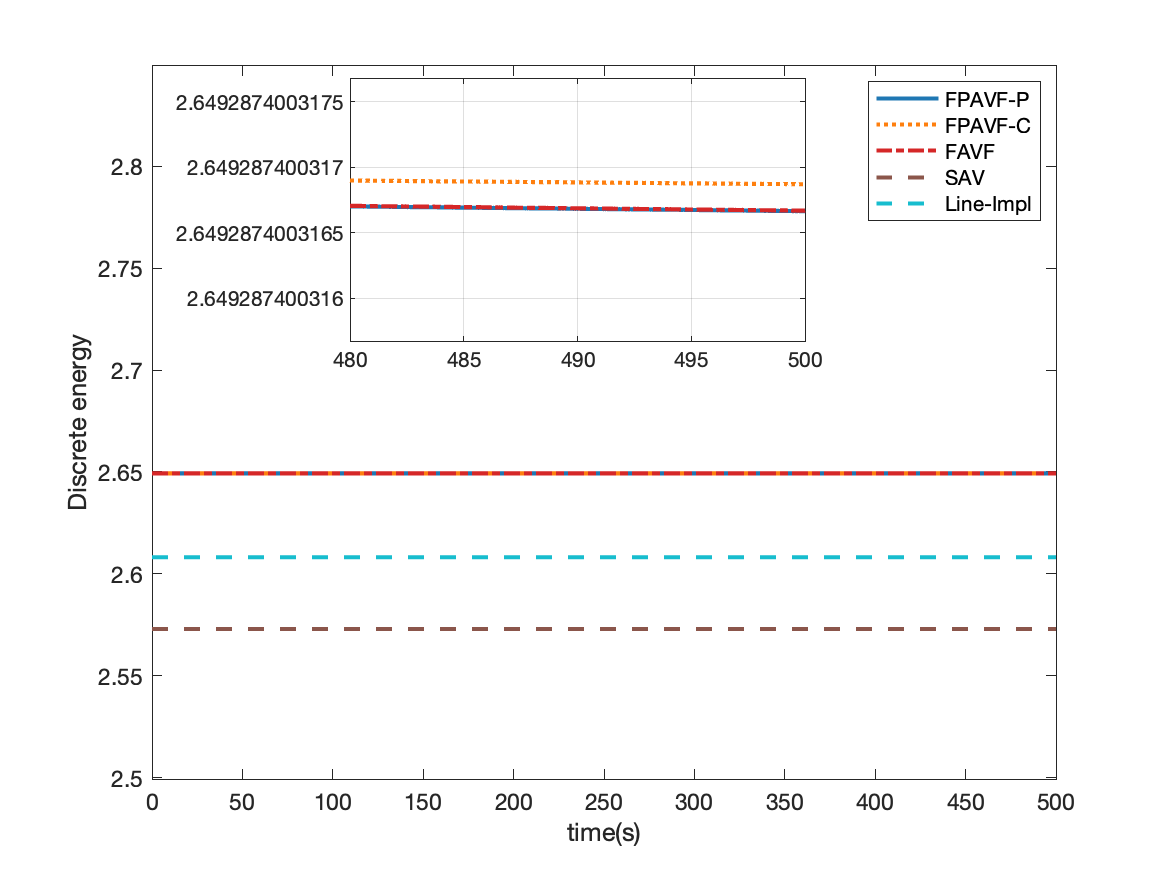 2.6492874003175
2.649287400317
2.6492874003165
2.649287400316
480 485 490 495 500
FPAVF-P
FPAVF-C
FAVF
SAV
Line-Impl
2.8
2.75
2.7
2.65
2.6
2.55
2.5
Discrete energy
0 50 100 150 200 250 300 350 400 450 500
time(s)